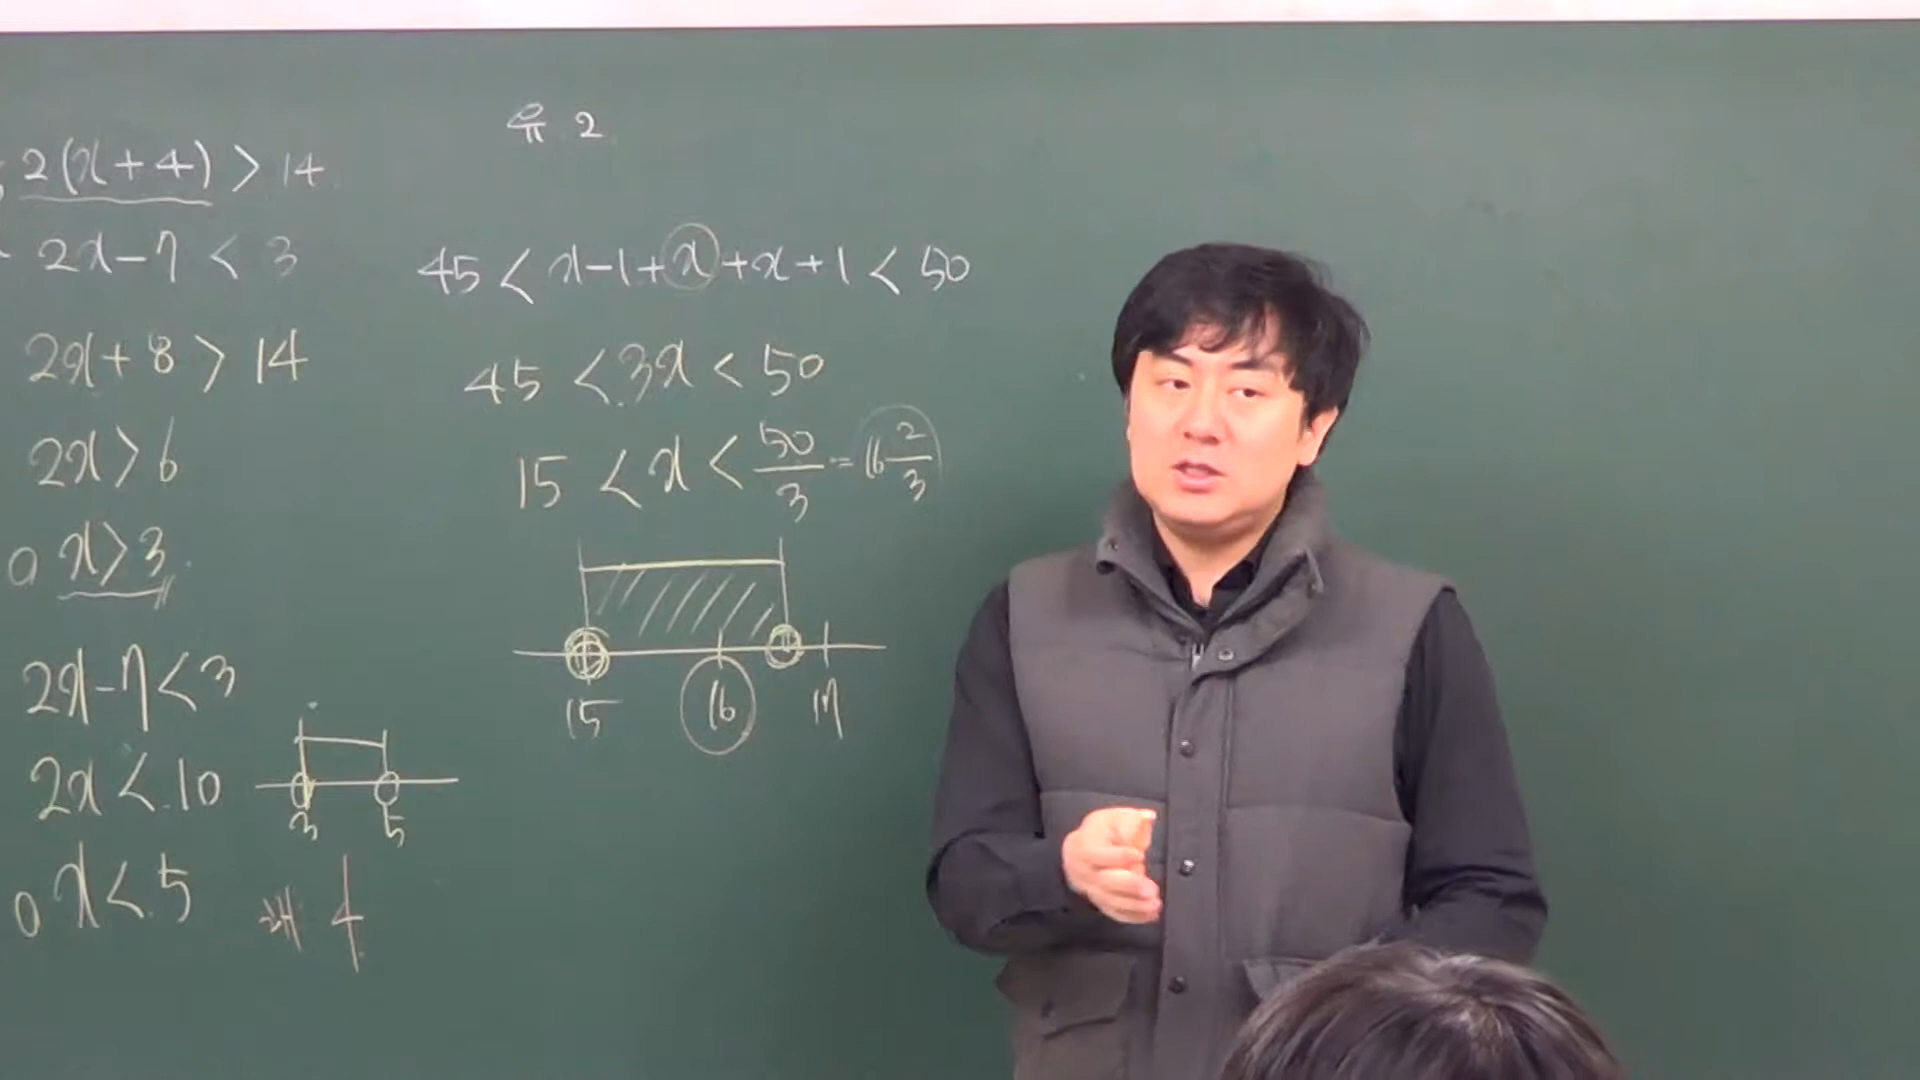 2(x+4) > 14
2x-7 < 3
2x+8 > 14
2x > 6
x > 3
2x-7 < 3
2x < 10
x < 5
3 5
4
유 2
45 < x-1+x+x+1 < 50
45 < 3x < 50
15 < x < 50/3 = 16 2/3
15 16 17